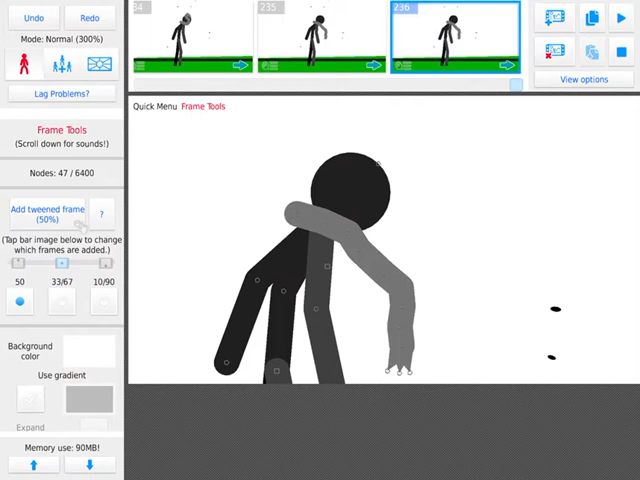 Undo Redo
Mode: Normal (300%)
Lag Problems?
Frame Tools
(Scroll down for sounds!)
Nodes: 47 / 6400
Add tweened frame
(50%)
?
(Tap bar image below to change
which frames are added.)
50 33/67 10/90
Background
color
Use gradient
Expand
Memory use: 90MB!
34 235 236
View options
Quick Menu Frame Tools